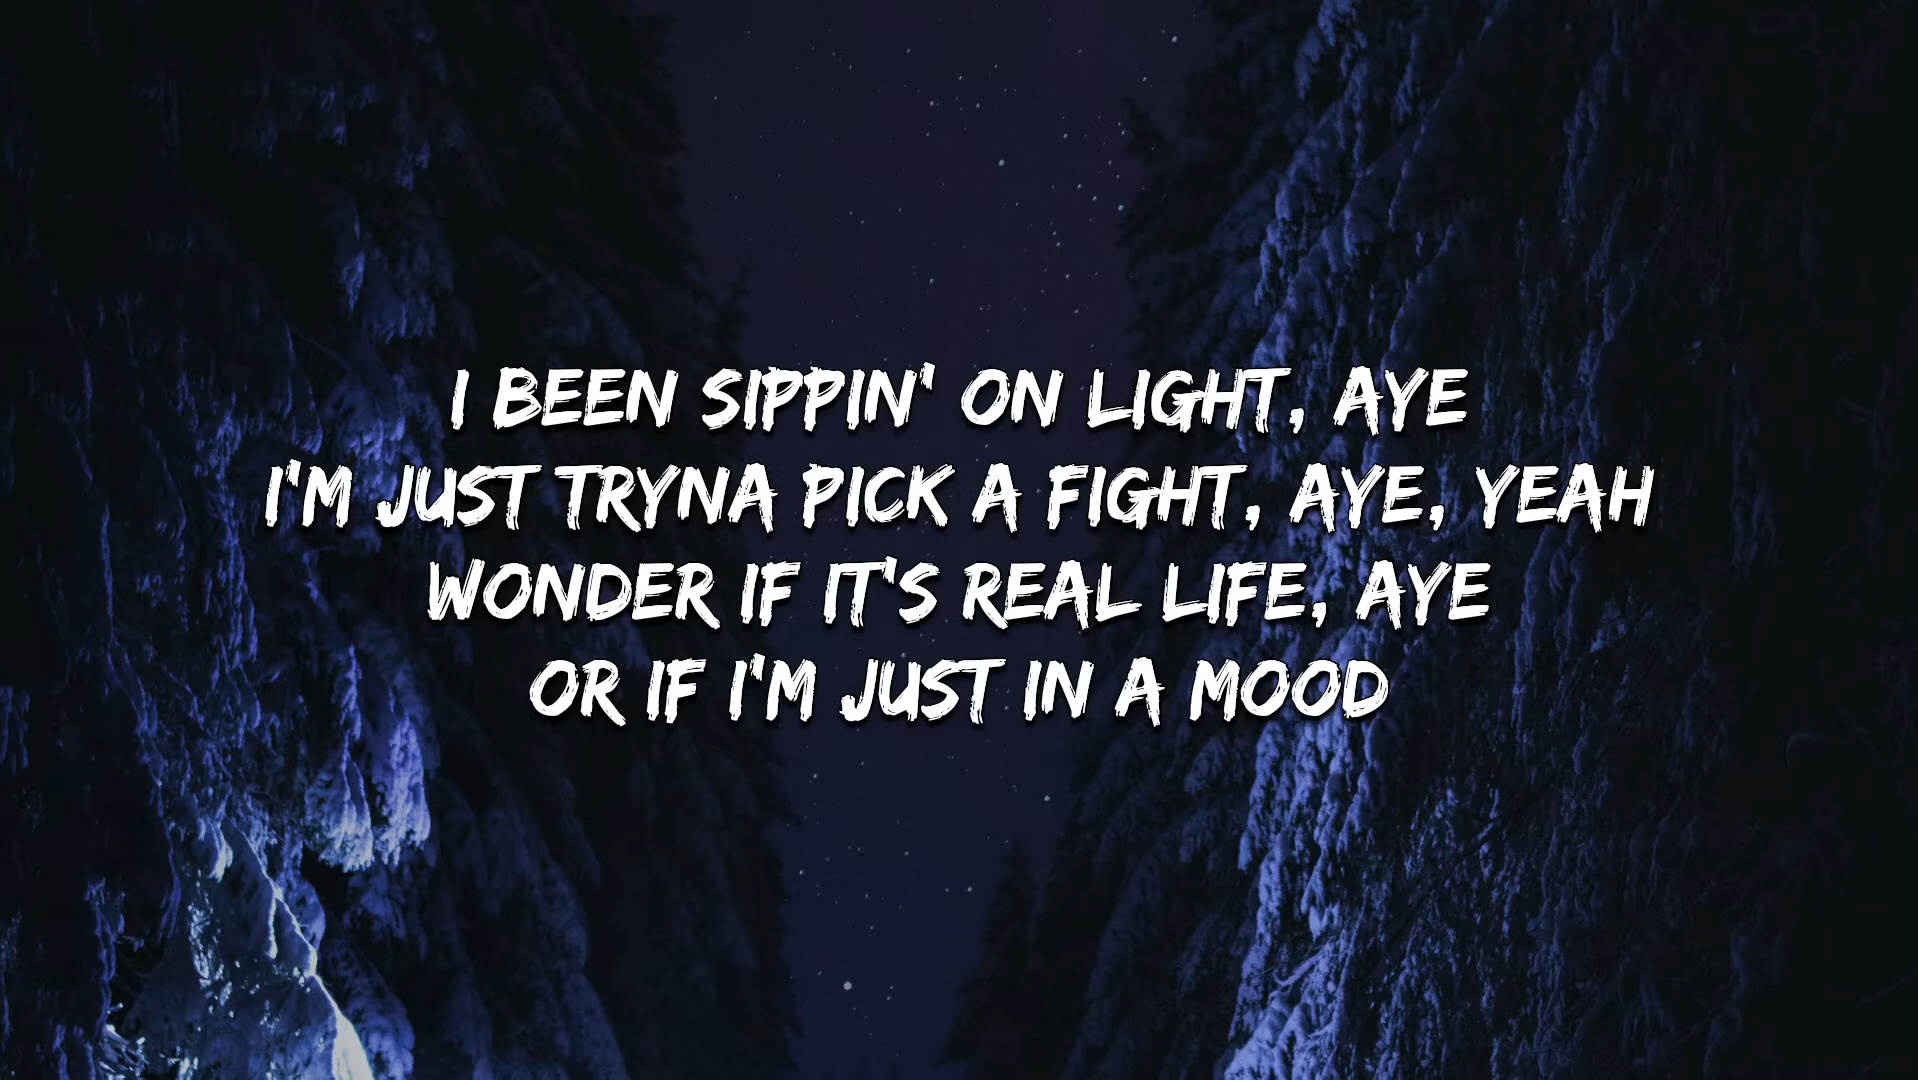 I BEEN SIPPIN' ON LIGHT, AYE
I'M JUST TRYNA PICK A FIGHT, AYE, YEAH
WONDER IF IT'S REAL LIFE, AYE
OR IF I'M JUST IN A MOOD